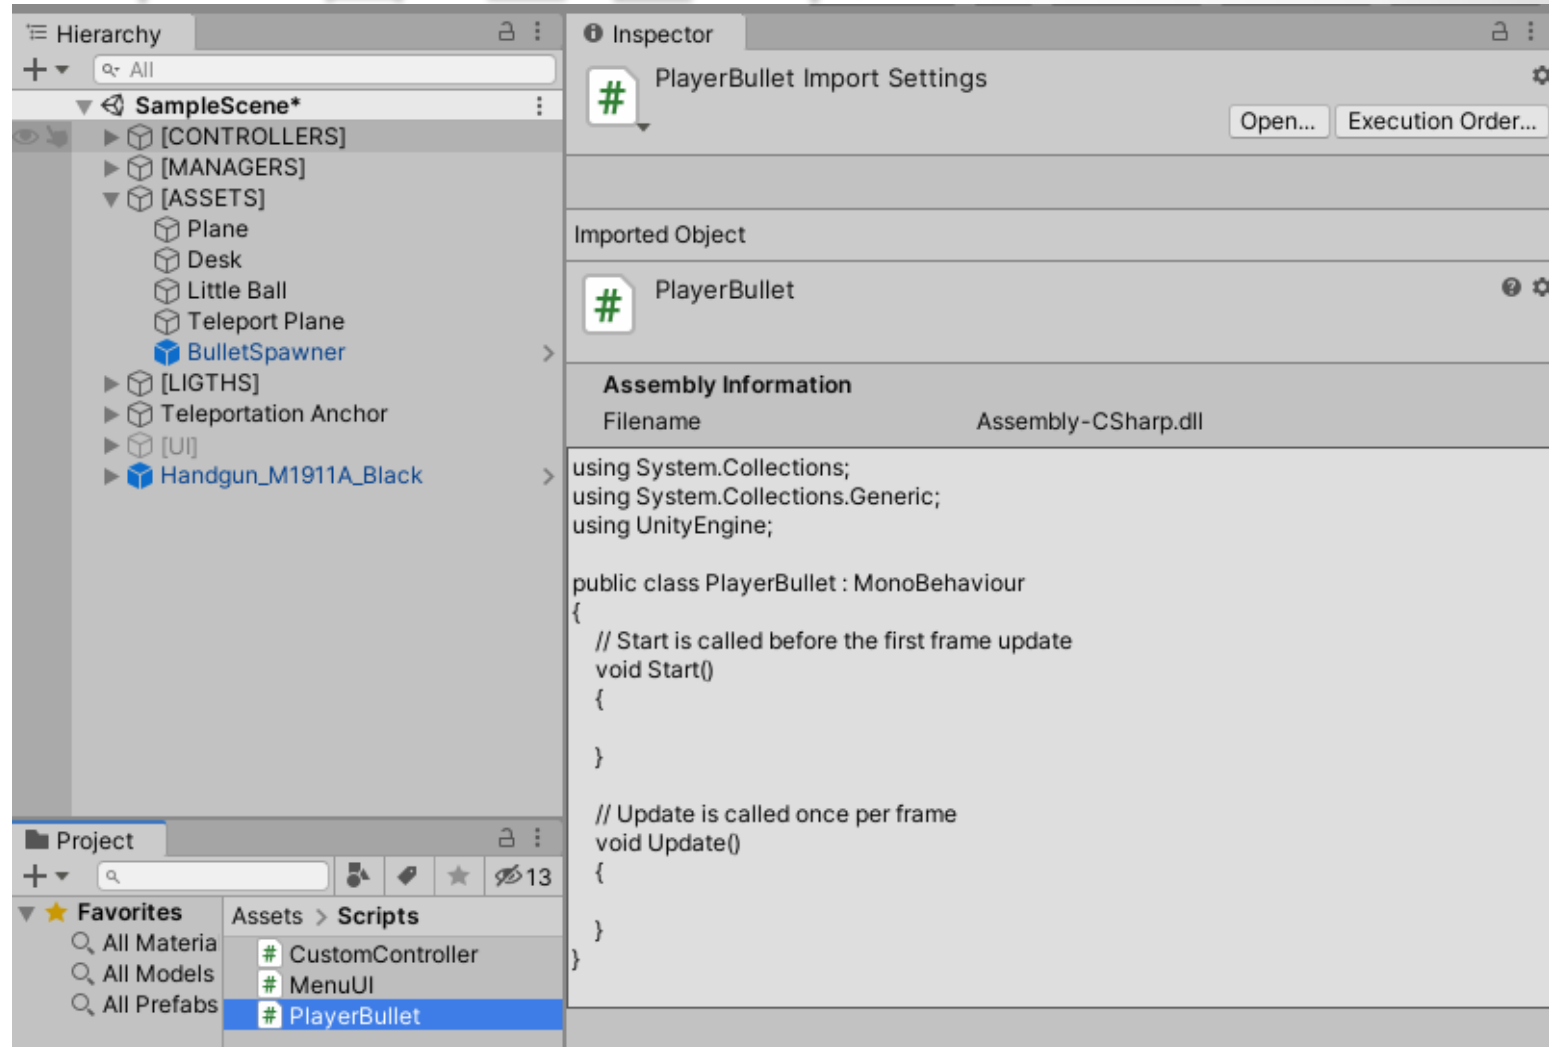 Hierarchy
All
SampleScene*
[CONTROLLERS]
[MANAGERS]
[ASSETS]
Plane
Desk
Little Ball
Teleport Plane
BulletSpawner
[LIGTHS]
Teleportation Anchor
[UI]
Handgun_M1911A_Black
Project
13
Favorites
All Materia
All Models
All Prefabs
Assets > Scripts
# CustomController
# MenuUI
# PlayerBullet
Inspector
# PlayerBullet Import Settings
Open... Execution Order...
Imported Object
# PlayerBullet
Assembly Information
Filename Assembly-CSharp.dll
using System.Collections;
using System.Collections.Generic;
using UnityEngine;
public class PlayerBullet : MonoBehaviour
{
// Start is called before the first frame update
void Start()
{
}
// Update is called once per frame
void Update()
{
}
}